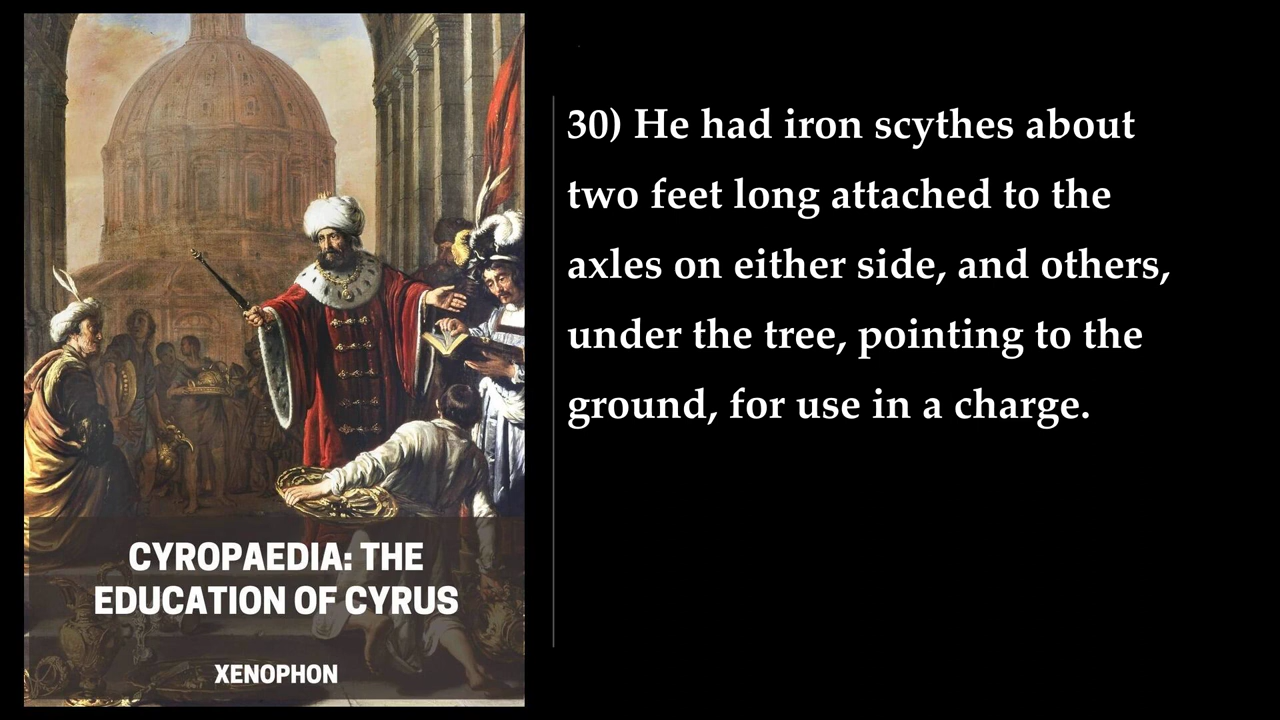 30) He had iron scythes about
two feet long attached to the
axles on either side, and others,
under the tree, pointing to the
ground, for use in a charge.
CYROPAEDIA: THE
EDUCATION OF CYRUS
XENOPHON